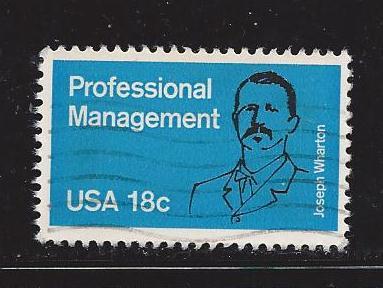 Professional
Management
USA 18c
Joseph Wharton